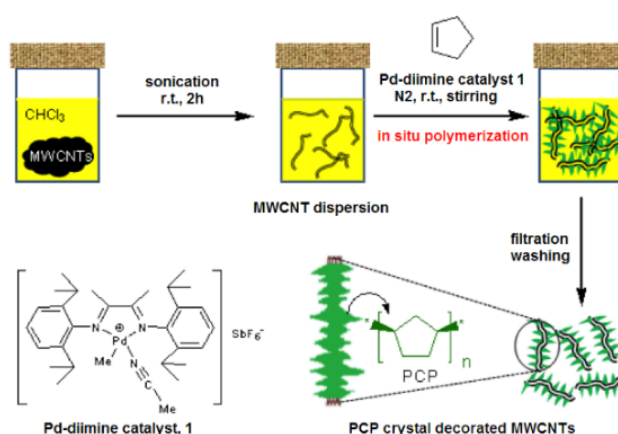 sonication
r.t., 2h
Pd-diimine catalyst 1
N2, r.t., stirring
in situ polymerization
CHCl3
MWCNTs
MWCNT dispersion
filtration
washing
N
N
⊕
Pd
Me
N
C
Me
SbF6⁻
*
*
n
PCP
Pd-diimine catalyst, 1
PCP crystal decorated MWCNTs